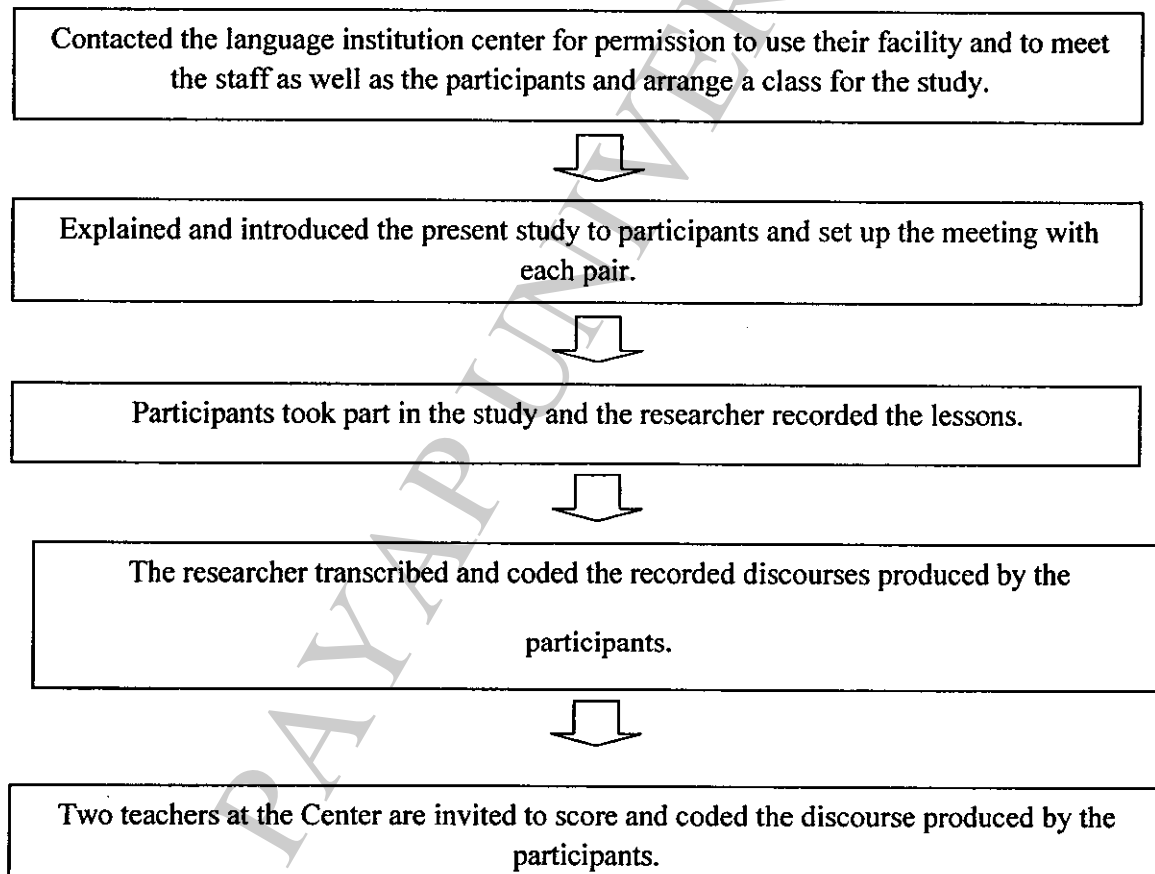 Contacted the language institution center for permission to use their facility and to meet
the staff as well as the participants and arrange a class for the study.
Explained and introduced the present study to participants and set up the meeting with
each pair.
Participants took part in the study and the researcher recorded the lessons.
The researcher transcribed and coded the recorded discourses produced by the
participants.
Two teachers at the Center are invited to score and coded the discourse produced by the
participants.
PAYAP UNIVER